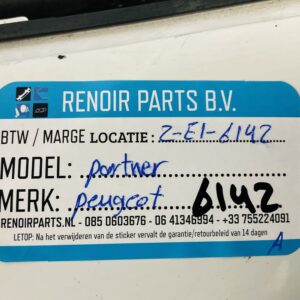 RENOIR PARTS B.V.
BTW / MARGE LOCATIE : 2-E1-6142
MODEL: partner
MERK: peugeot 6142
RENOIRPARTS.NL - 085 0603676 - 06 41346994 - +33 755224091
LETOP: Na het verwijderen van de sticker vervalt de garantie/retourbeleid van 14 dagen
A